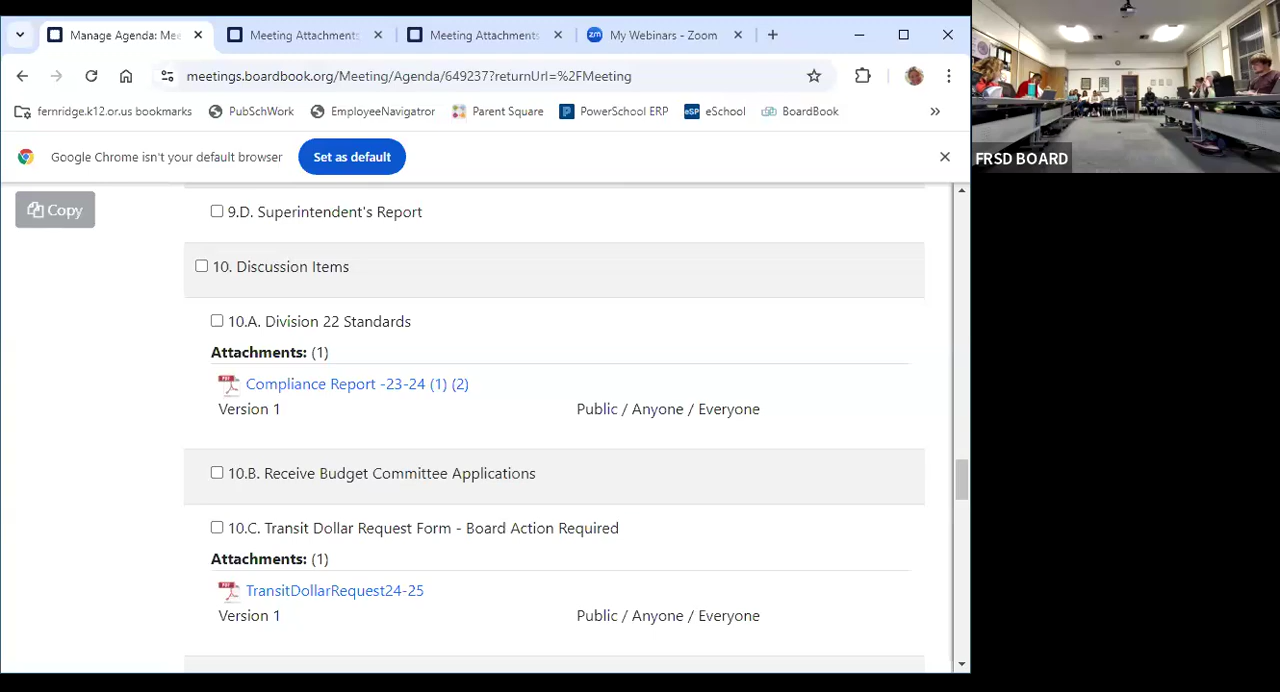 Manage Agenda: Mee
Meeting Attachments
Meeting Attachments
My Webinars - Zoom
meetings.boardbook.org/Meeting/Agenda/649237?returnUrl=%2FMeeting
fernridge.k12.or.us bookmarks
PubSchWork
EmployeeNavigator
Parent Square
PowerSchool ERP
eSP eSchool
BoardBook
Google Chrome isn't your default browser
Set as default
Copy
9.D. Superintendent's Report
10. Discussion Items
10.A. Division 22 Standards
Attachments: (1)
Compliance Report -23-24 (1) (2)
Version 1
Public / Anyone / Everyone
10.B. Receive Budget Committee Applications
10.C. Transit Dollar Request Form - Board Action Required
Attachments: (1)
TransitDollarRequest24-25
Version 1
Public / Anyone / Everyone
FRSD BOARD